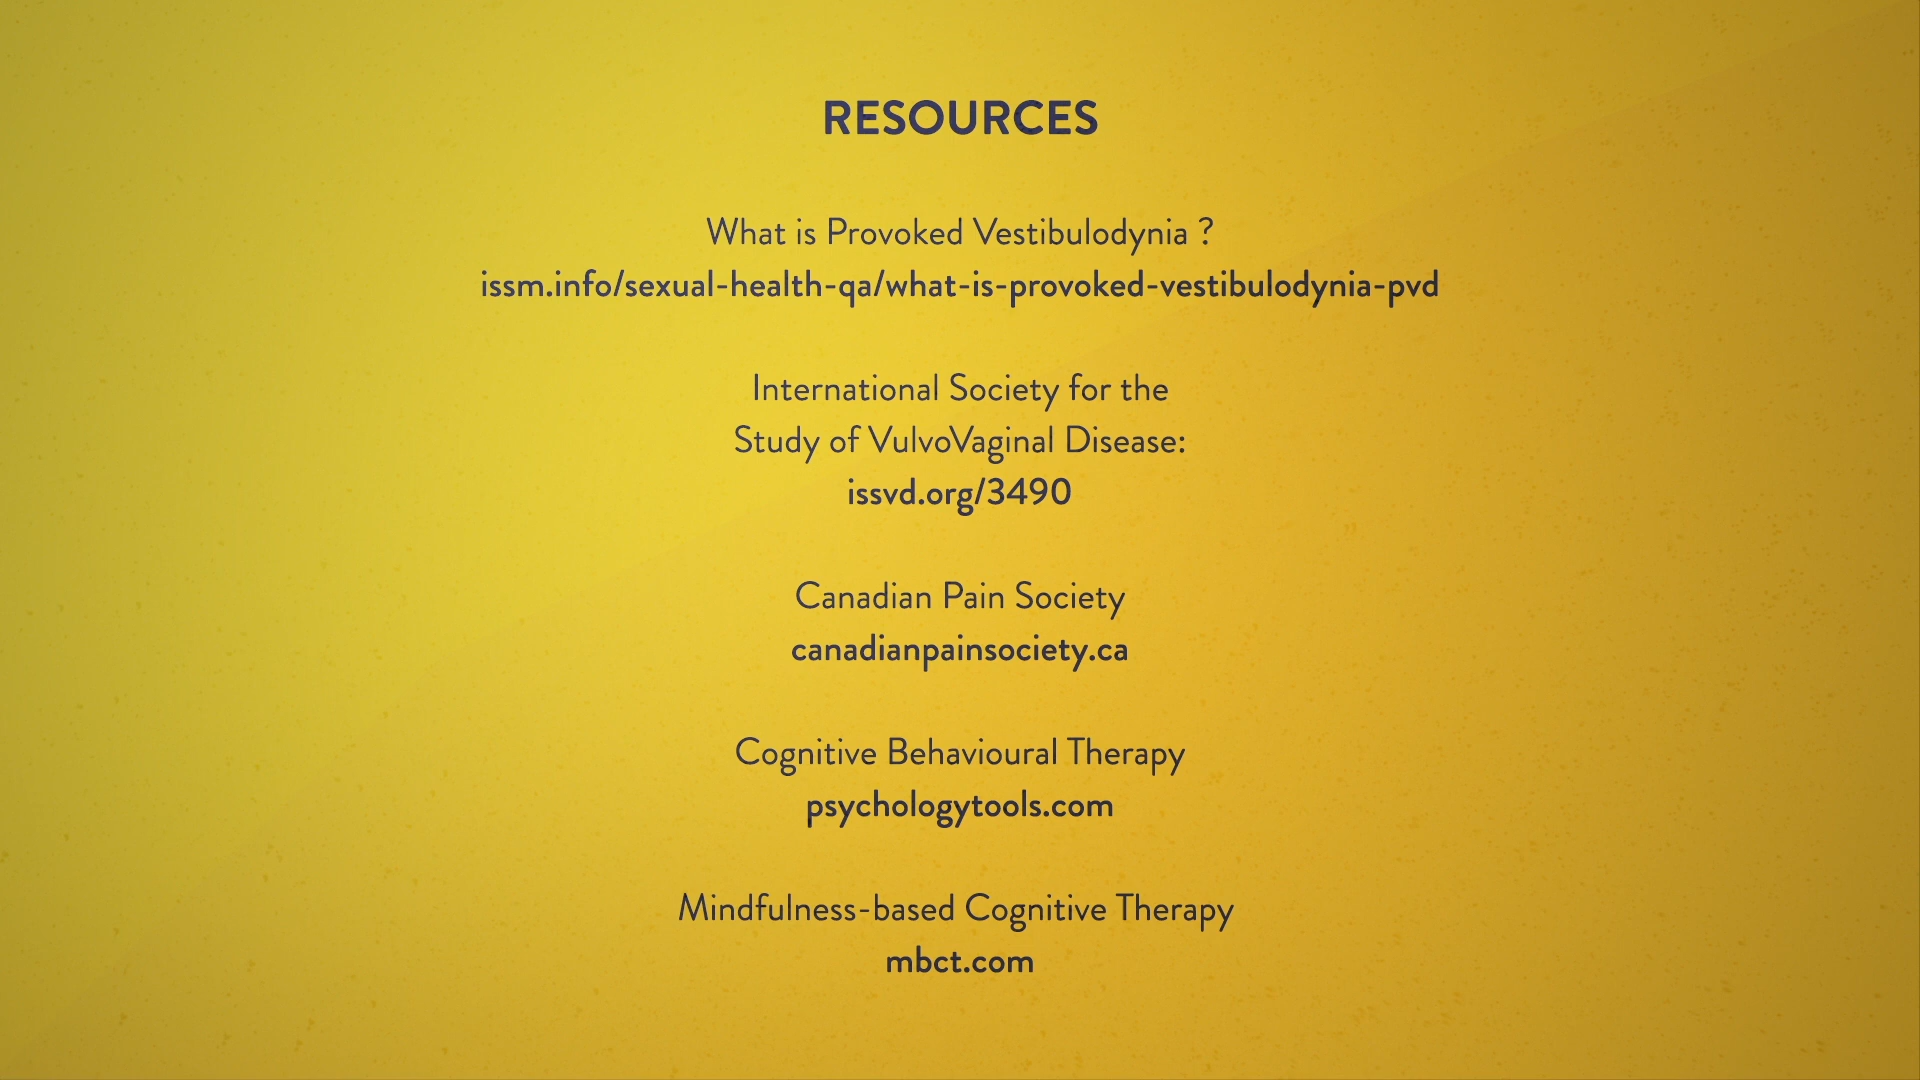 RESOURCES
What is Provoked Vestibulodynia ?
issm.info/sexual-health-qa/what-is-provoked-vestibulodynia-pvd
International Society for the
Study of VulvoVaginal Disease:
issvd.org/3490
Canadian Pain Society
canadianpainsociety.ca
Cognitive Behavioural Therapy
psychologytools.com
Mindfulness-based Cognitive Therapy
mbct.com